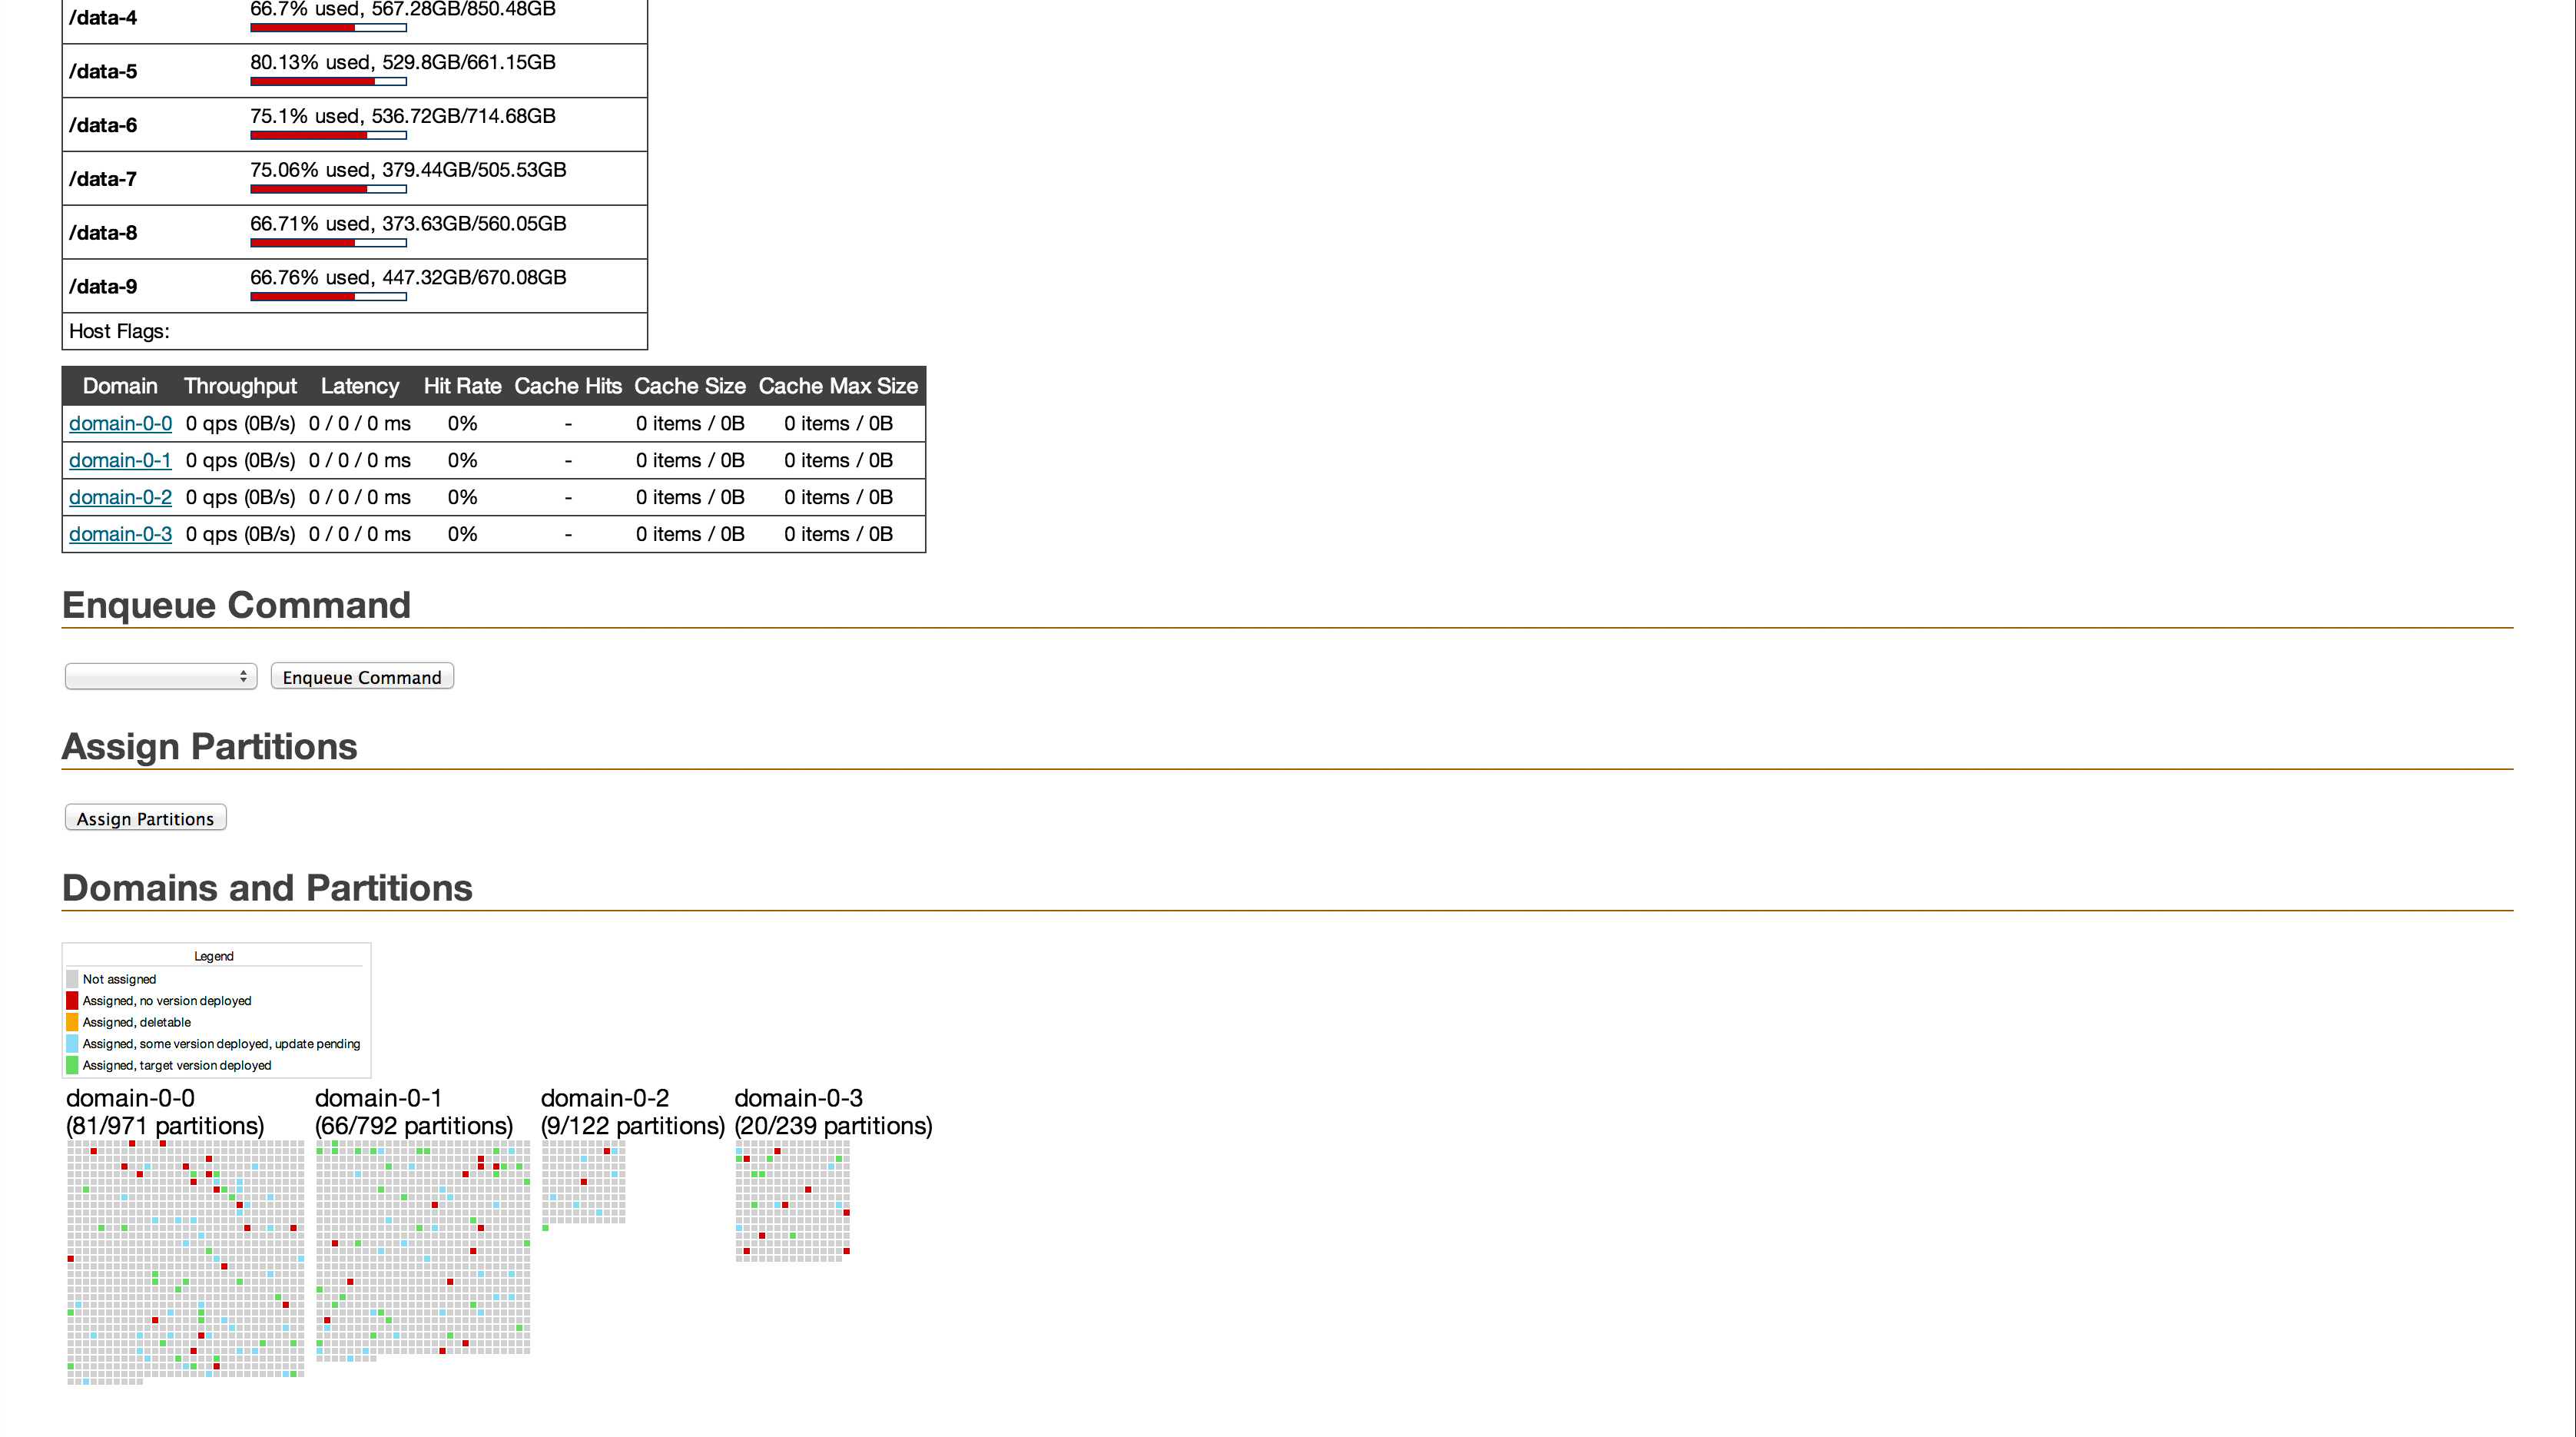 /data-4 66.7% used, 567.28GB/850.48GB
/data-5 80.13% used, 529.8GB/661.15GB
/data-6 75.1% used, 536.72GB/714.68GB
/data-7 75.06% used, 379.44GB/505.53GB
/data-8 66.71% used, 373.63GB/560.05GB
/data-9 66.76% used, 447.32GB/670.08GB
Host Flags:
Domain Throughput Latency Hit Rate Cache Hits Cache Size Cache Max Size
domain-0-0 0 qps (0B/s) 0 / 0 / 0 ms 0% - 0 items / 0B 0 items / 0B
domain-0-1 0 qps (0B/s) 0 / 0 / 0 ms 0% - 0 items / 0B 0 items / 0B
domain-0-2 0 qps (0B/s) 0 / 0 / 0 ms 0% - 0 items / 0B 0 items / 0B
domain-0-3 0 qps (0B/s) 0 / 0 / 0 ms 0% - 0 items / 0B 0 items / 0B
Enqueue Command
Enqueue Command
Assign Partitions
Assign Partitions
Domains and Partitions
Legend
Not assigned
Assigned, no version deployed
Assigned, deletable
Assigned, some version deployed, update pending
Assigned, target version deployed
domain-0-0 domain-0-1 domain-0-2 domain-0-3
(81/971 partitions) (66/792 partitions) (9/122 partitions) (20/239 partitions)